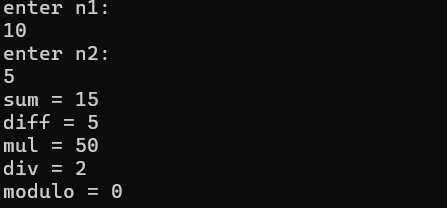 enter n1:
10
enter n2:
5
sum = 15
diff = 5
mul = 50
div = 2
modulo = 0